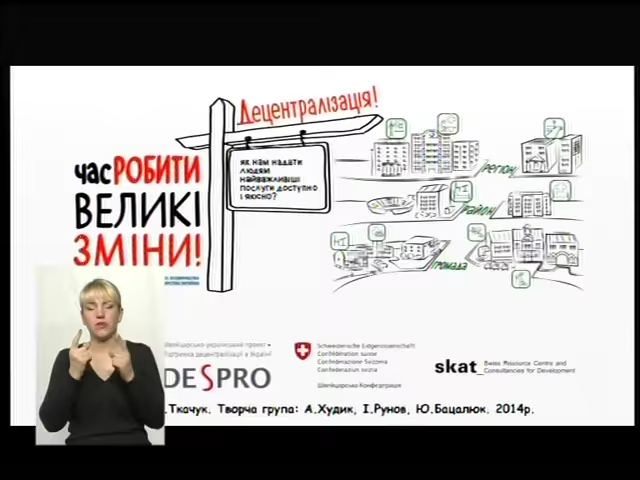 Децентралізація!
час РОБИТИ
ВЕЛИКІ
ЗМІНИ!
як нам надати
людям
найважливіші
послуги доступно
і якісно?
регіон
район
громада
Швейцарсько-український проект
Підтримка децентралізації в Україні
DESPRO
Schweizerische Eidgenossenschaft
Confédération suisse
Confederazione Svizzera
Confederaziun svizra
Швейцарська Конфедерація
skat_ Swiss Resource Centre and
Consultancies for Development
.Ткачук. Творча група: А.Худик, І.Рунов, Ю.Бацалюк. 2014р.